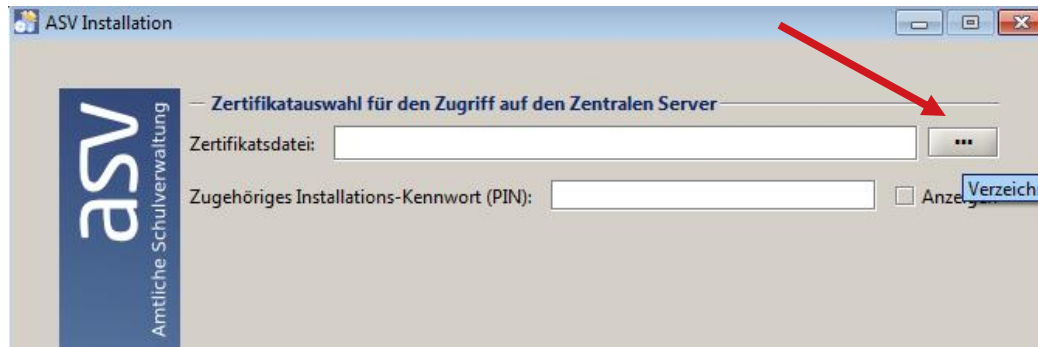 ASV Installation
Zertifikatauswahl für den Zugriff auf den Zentralen Server
Zertifikatsdatei:
...
Zugehöriges Installations-Kennwort (PIN):
Anzeigen
Verzeich
asv
Amtliche Schulverwaltung